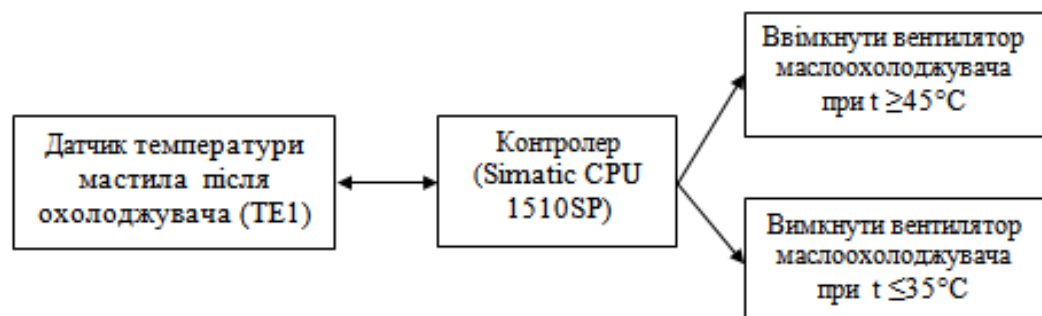 Датчик температури
мастила після
охолоджувача (TE1)
Контролер
(Simatic CPU
1510SP)
Ввімкнути вентилятор
маслоохолоджувача
при t ≥45°C
Вимкнути вентилятор
маслоохолоджувача
при t ≤35°C